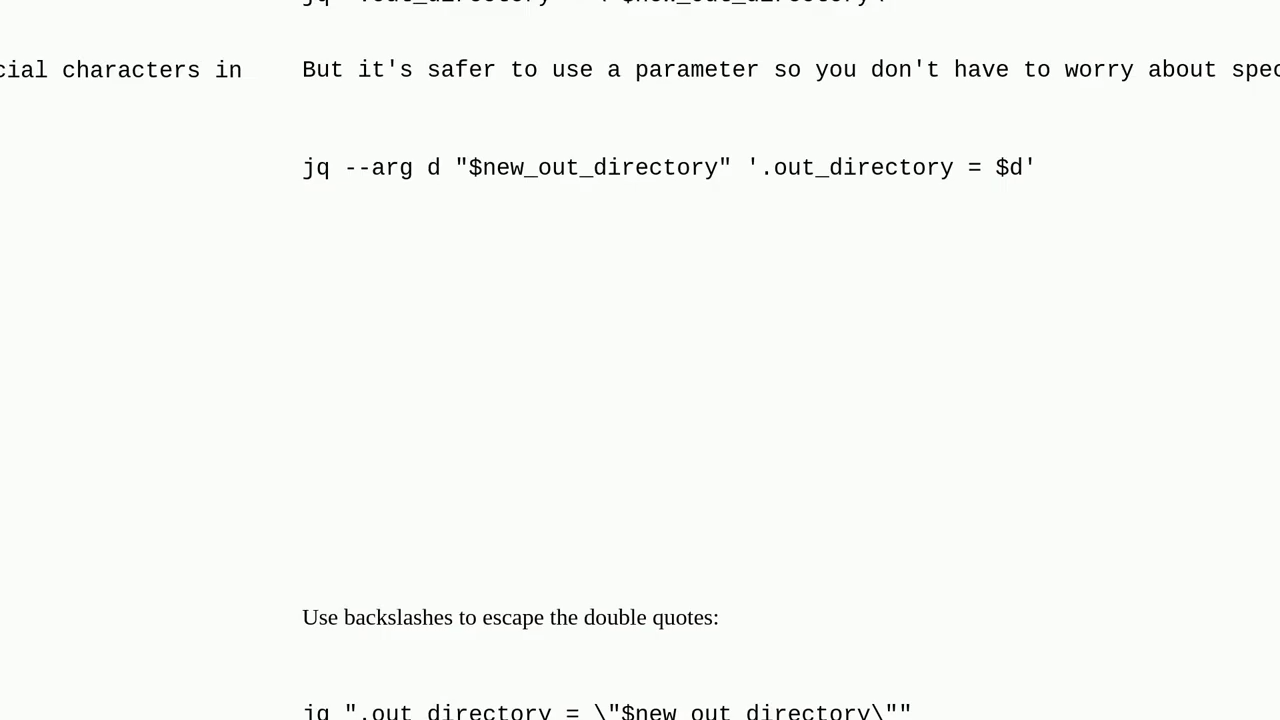 But it's safer to use a parameter so you don't have to worry about
cial characters in
jq --arg d "$new_out_directory" '.out_directory = $d'
Use backslashes to escape the double quotes:
jq ".out_directory = \"$new_out_directory\""